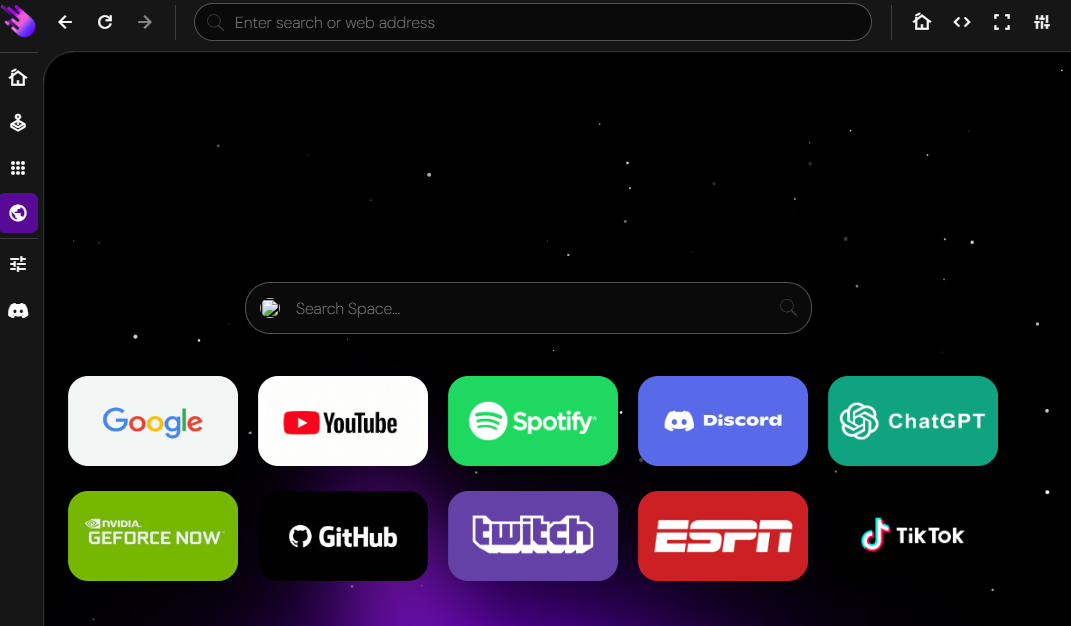 Enter search or web address
Search Space...
Google
YouTube
Spotify
Discord
ChatGPT
NVIDIA.
GEFORCE NOW
GitHub
twitch
ESPN
TikTok